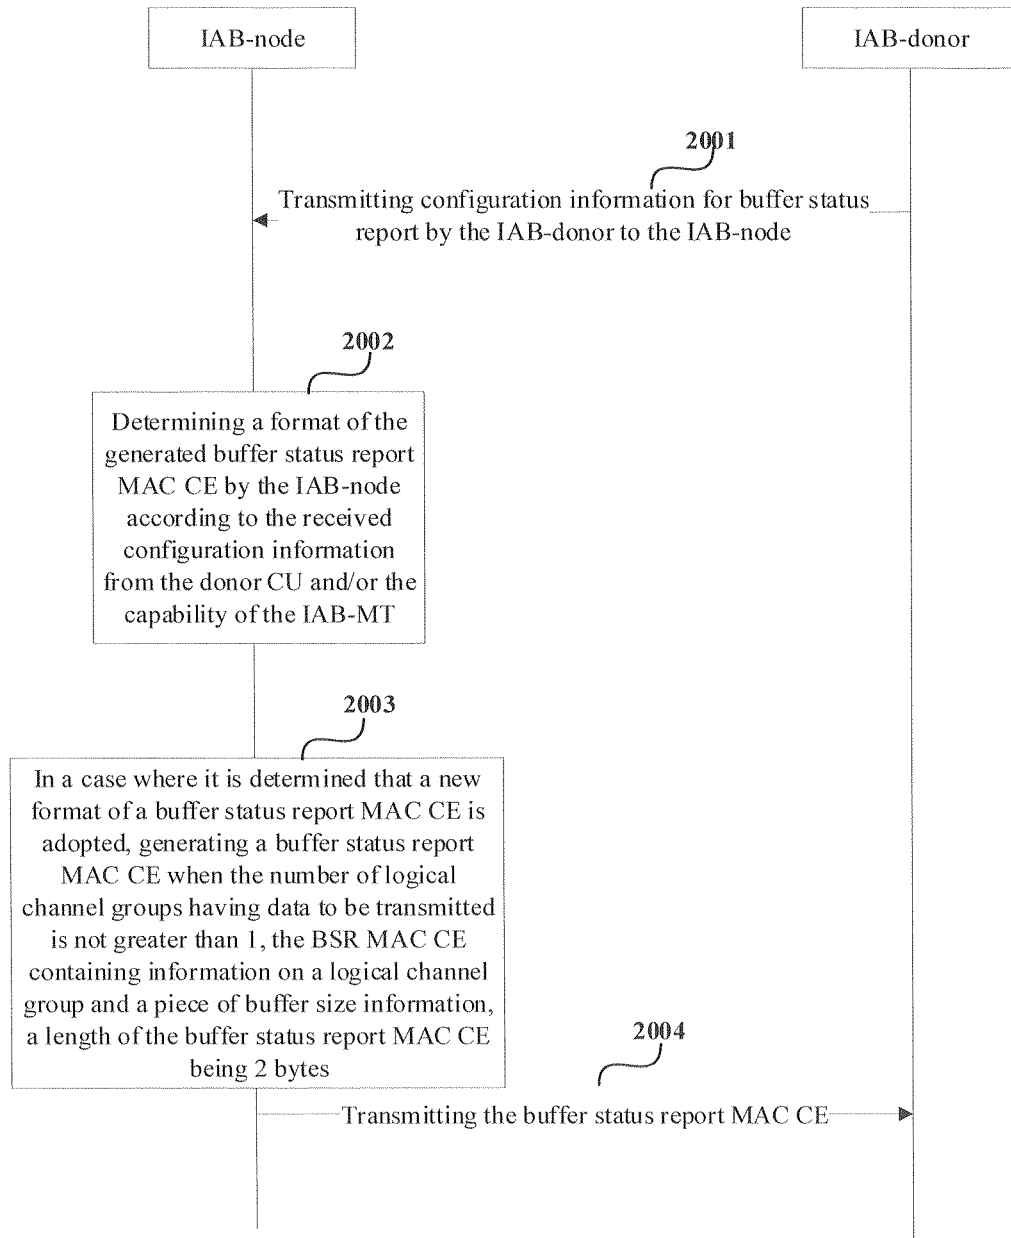 IAB-node
IAB-donor
2001
Transmitting configuration information for buffer status
report by the IAB-donor to the IAB-node
2002
Determining a format of the
generated buffer status report
MAC CE by the IAB-node
according to the received
configuration information
from the donor CU and/or the
capability of the IAB-MT
2003
In a case where it is determined that a new
format of a buffer status report MAC CE is
adopted, generating a buffer status report
MAC CE when the number of logical
channel groups having data to be transmitted
is not greater than 1, the BSR MAC CE
containing information on a logical channel
group and a piece of buffer size information,
a length of the buffer status report MAC CE
being 2 bytes
2004
Transmitting the buffer status report MAC CE